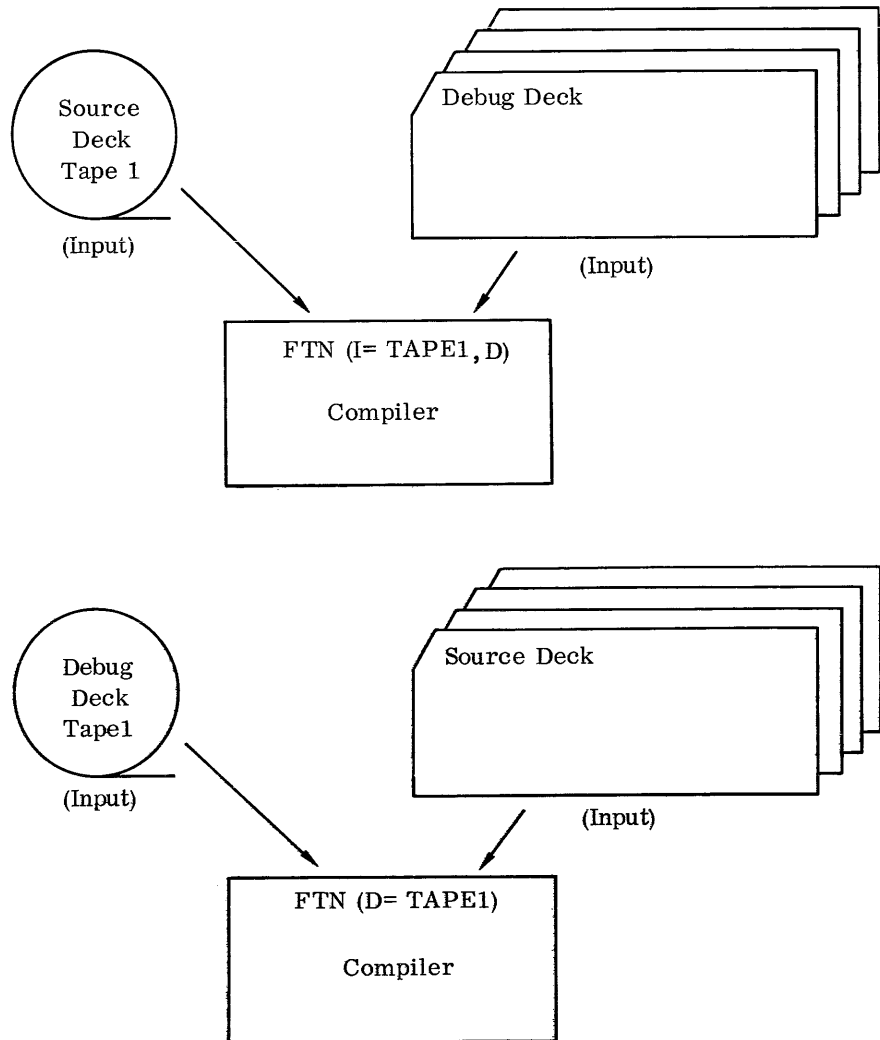 Source
Deck
Tape 1
(Input)
Debug Deck
(Input)
FTN (I= TAPE1, D)
Compiler
Debug
Deck
Tape1
(Input)
Source Deck
(Input)
FTN (D= TAPE1)
Compiler